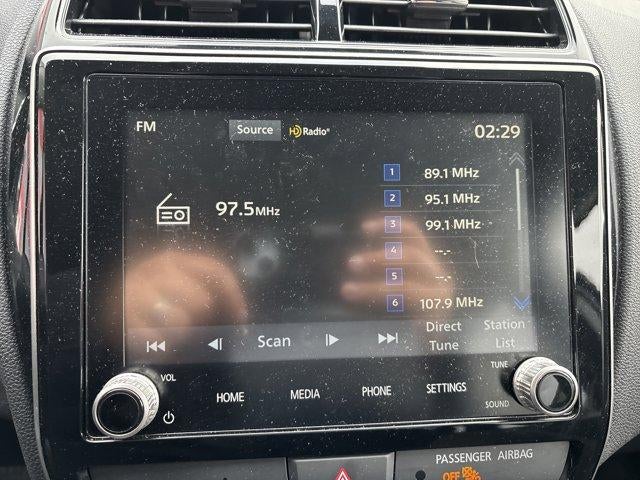 FM Source HD Radio® 02:29
1 89.1 MHz
2 95.1 MHz
97.5 MHz
3 99.1 MHz
4 --.-
5 --.-
6 107.9 MHz
Scan
Direct Tune
Station List
VOL
TUNE
HOME MEDIA PHONE SETTINGS
SOUND
PASSENGER AIRBAG
OFF